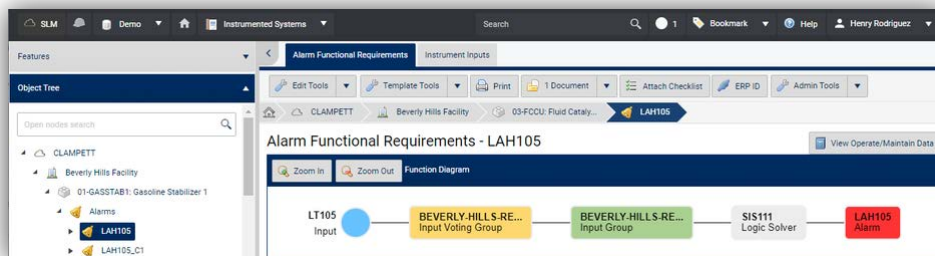 SLM Demo Instrumented Systems Search 1 Bookmark Help Henry Rodriguez
Features
Object Tree
Open nodes search
CLAMPETT
Beverly Hills Facility
01-GASSTAB1: Gasoline Stabilizer 1
Alarms
LAH105
LAH105_C1
Alarm Functional Requirements Instrument Inputs
Edit Tools Template Tools Print 1 Document Attach Checklist ERP ID Admin Tools
CLAMPETT Beverly Hills Facility 03-FCCU: Fluid Cataly... LAH105
Alarm Functional Requirements - LAH105
View Operate/Maintain Data
Zoom In Zoom Out Function Diagram
LT105
Input
BEVERLY-HILLS-RE...
Input Voting Group
BEVERLY-HILLS-RE...
Input Group
SIS111
Logic Solver
LAH105
Alarm